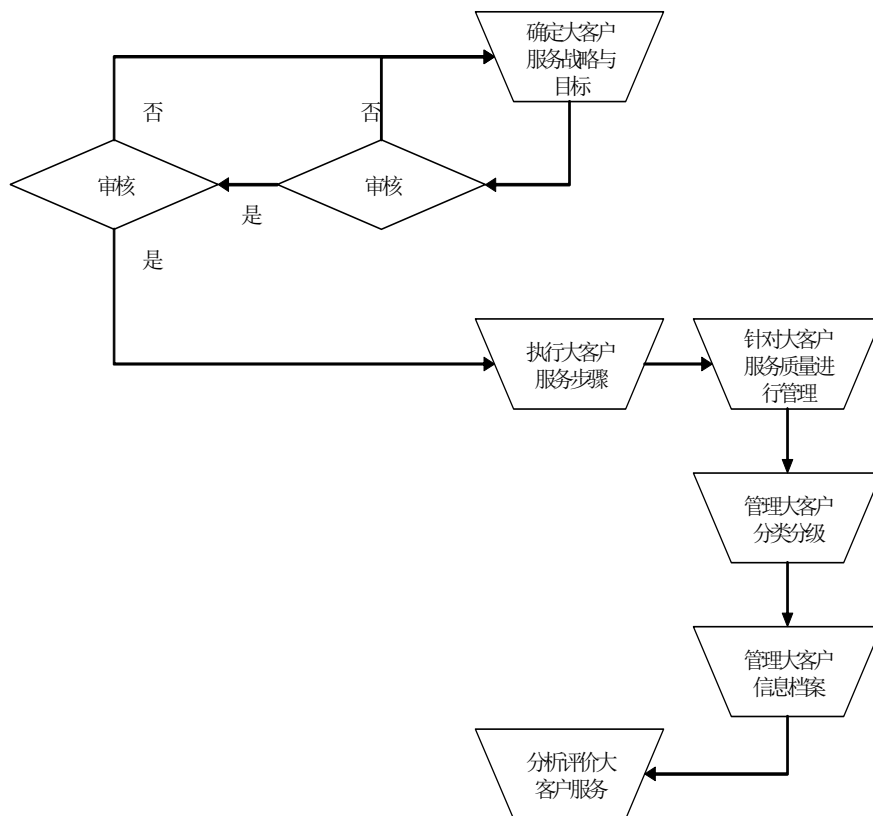 确定大客户
服务战略与
目标
否
否
审核
审核
是
是
执行大客户
服务步骤
针对大客户
服务质量进
行管理
管理大客户
分类分级
管理大客户
信息档案
分析评价大
客户服务